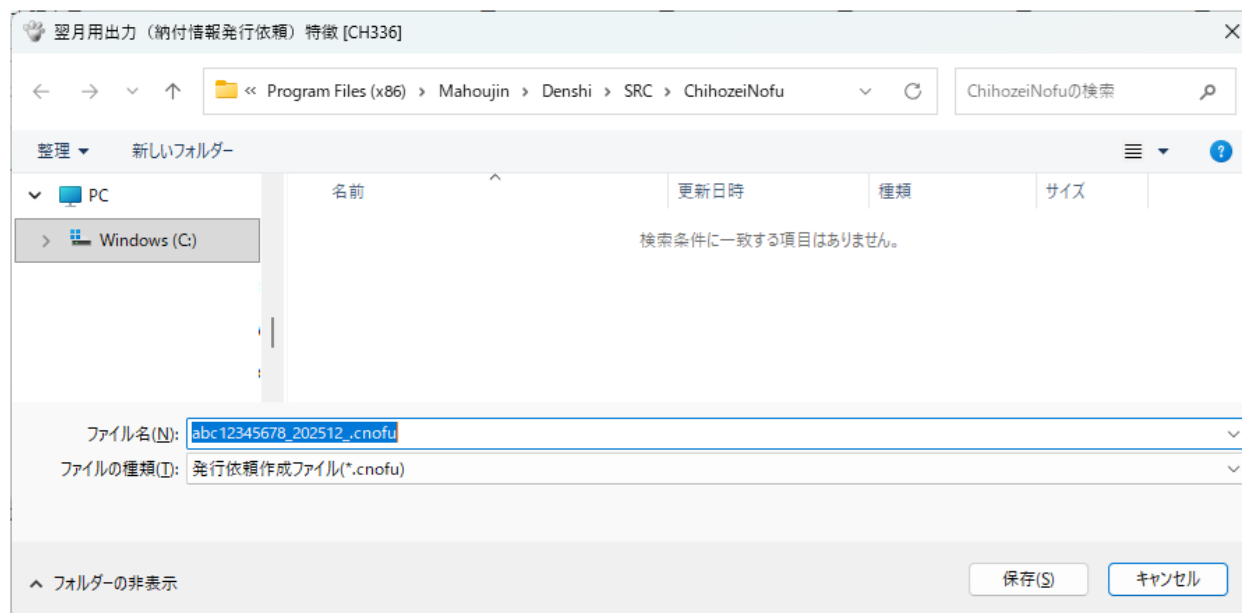 翌月用出力（納付情報発行依頼）特徴 [CH336]
« Program Files (x86) › Mahoujin › Denshi › SRC › ChihozeiNofu
ChihozeiNofuの検索
整理 新しいフォルダー
PC
Windows (C:)
名前 更新日時 種類 サイズ
検索条件に一致する項目はありません。
ファイル名(N): abc12345678_202512_.cnofu
ファイルの種類(T): 発行依頼作成ファイル(*.cnofu)
フォルダーの非表示
保存(S) キャンセル